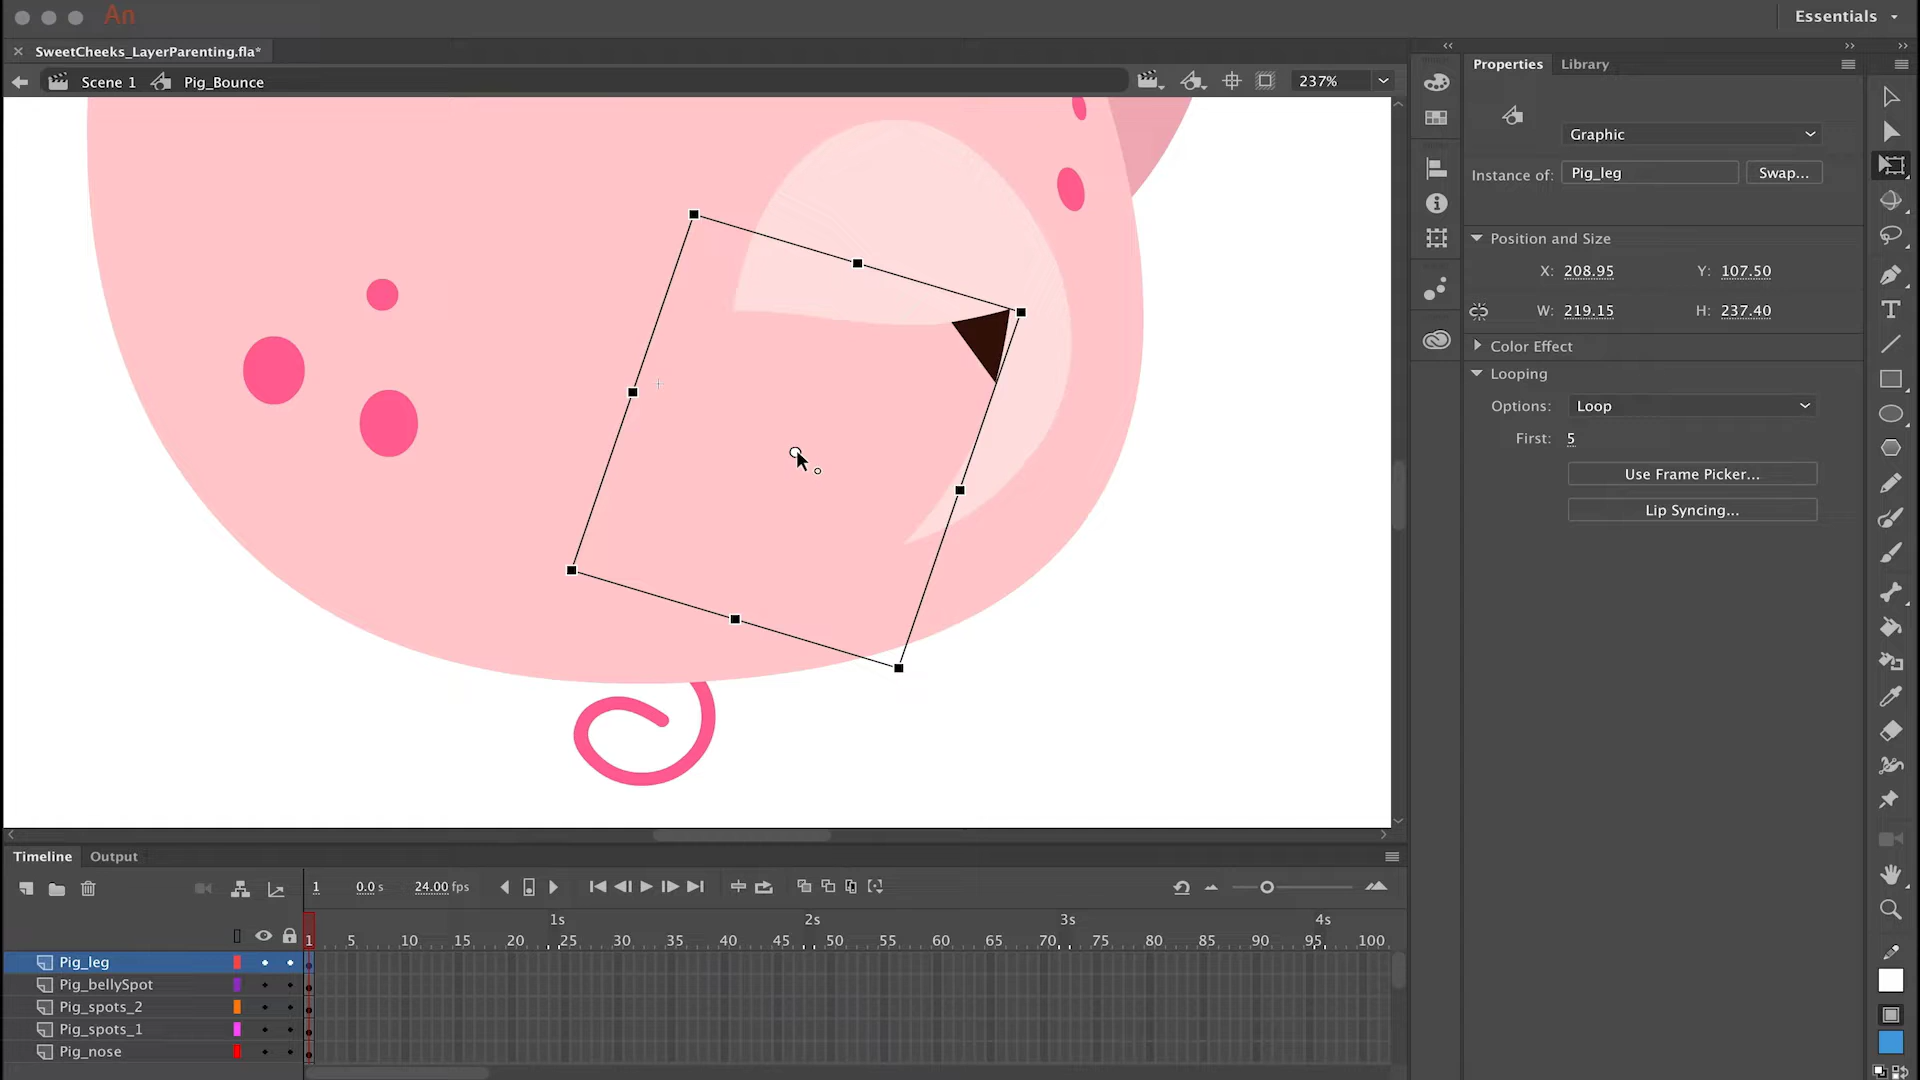 An
Essentials
SweetCheeks_LayerParenting.fla*
Scene 1
Pig_Bounce
237%
Properties
Library
Graphic
Instance of: Pig_leg
Swap...
Position and Size
X: 208.95 Y: 107.50
W: 219.15 H: 237.40
Color Effect
Looping
Options: Loop
First: 5
Use Frame Picker...
Lip Syncing...
Timeline
Output
1 0.0 s 24.00 fps
1s 2s 3s 4s
1 5 10 15 20 25 30 35 40 45 50 55 60 65 70 75 80 85 90 95 100
Pig_leg
Pig_bellySpot
Pig_spots_2
Pig_spots_1
Pig_nose